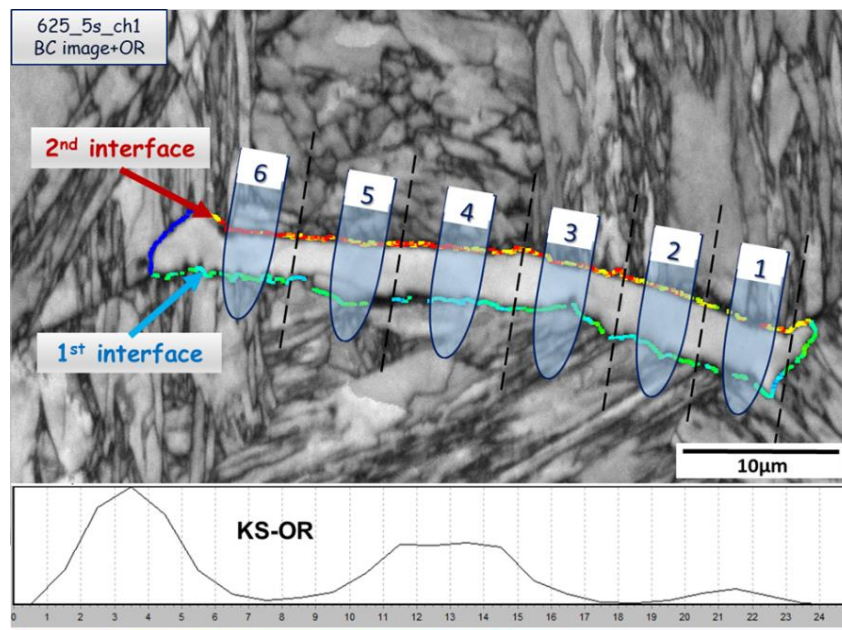 625_5s_ch1
BC image+OR
2nd interface
6
5
4
3
2
1
1st interface
10μm
KS-OR
0 1 2 3 4 5 6 7 8 9 10 11 12 13 14 15 16 17 18 19 20 21 22 23 24